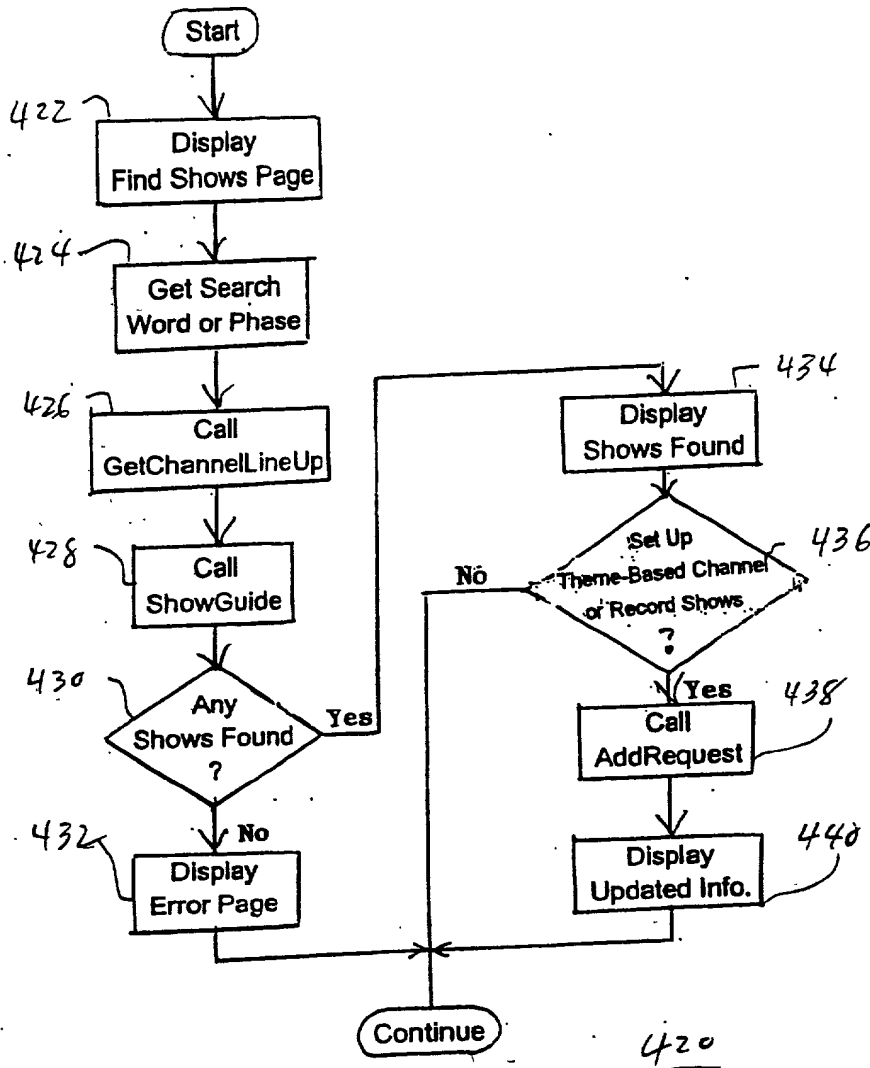 Start
422
Display
Find Shows Page
424
Get Search
Word or Phase
426
Call
GetChannelLineUp
428
Call
ShowGuide
430
Any
Shows Found
?
Yes
No
432
Display
Error Page
434
Display
Shows Found
436
Set Up
Theme-Based Channel
or Record Shows
?
No
Yes
438
Call
AddRequest
440
Display
Updated Info.
Continue
420